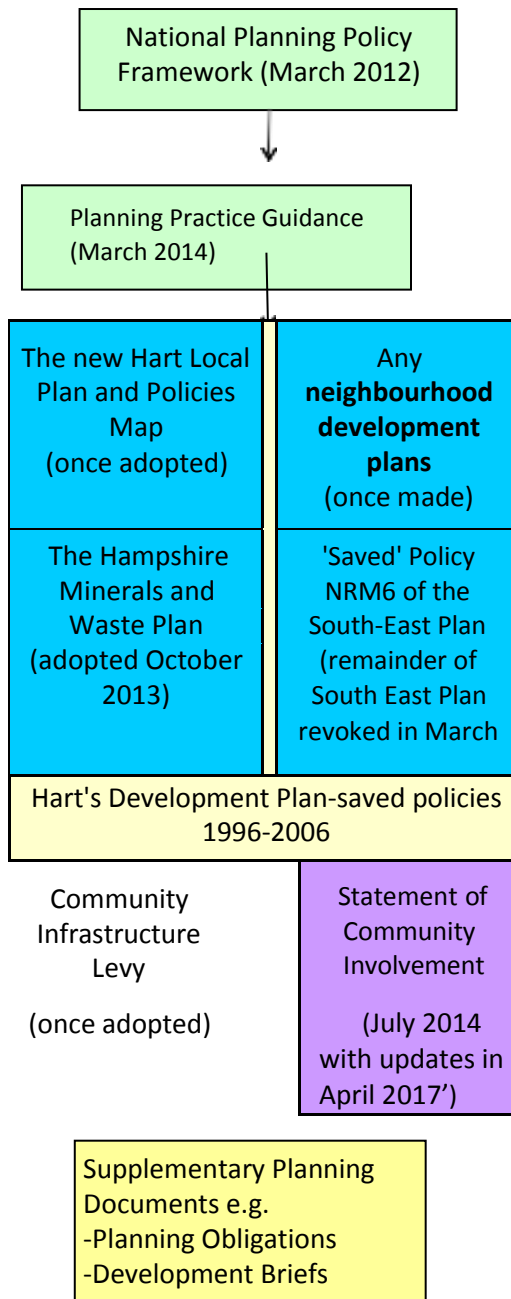 National Planning Policy
Framework (March 2012)
Planning Practice Guidance
(March 2014)
The new Hart Local
Plan and Policies
Map
(once adopted)
Any
neighbourhood
development
plans
(once made)
The Hampshire
Minerals and
Waste Plan
(adopted October
2013)
'Saved' Policy
NRM6 of the
South-East Plan
(remainder of
South East Plan
revoked in March
Hart's Development Plan-saved policies
1996-2006
Community
Infrastructure
Levy
(once adopted)
Statement of
Community
Involvement
(July 2014
with updates in
April 2017’)
Supplementary Planning
Documents e.g.
-Planning Obligations
-Development Briefs